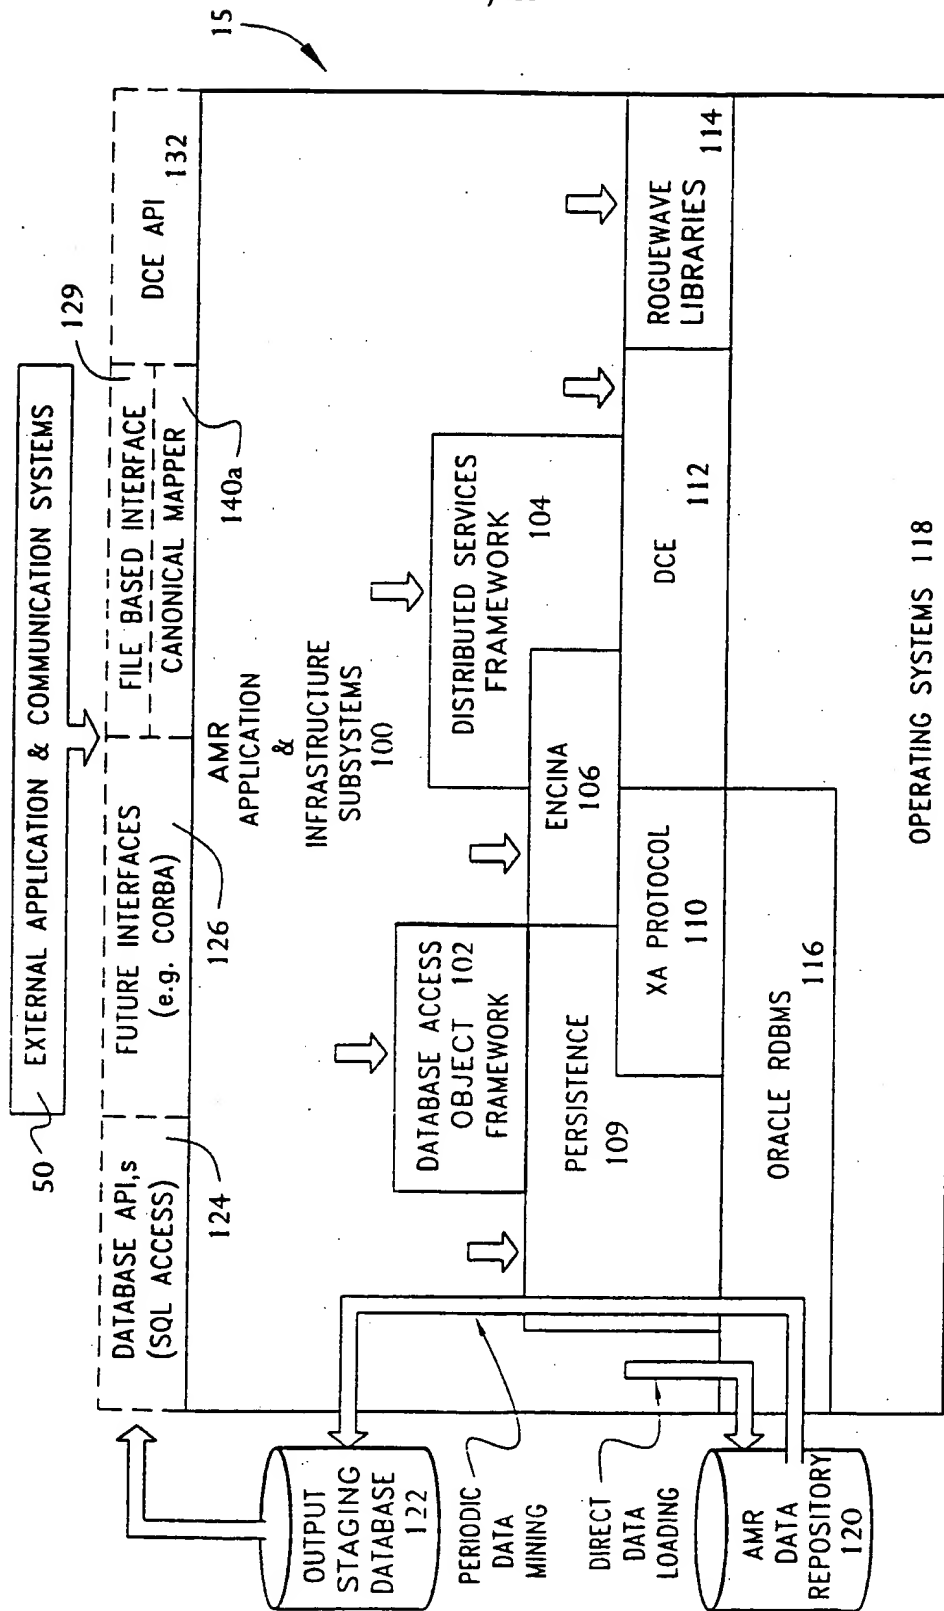 15
50
EXTERNAL APPLICATION & COMMUNICATION SYSTEMS
DATABASE API,s
(SQL ACCESS)
124
FUTURE INTERFACES
(e.g. CORBA)
126
FILE BASED INTERFACE
129
CANONICAL MAPPER
140a
DCE API
132
AMR
APPLICATION
&
INFRASTRUCTURE
SUBSYSTEMS
100
DATABASE ACCESS
OBJECT 102
FRAMEWORK
DISTRIBUTED SERVICES
FRAMEWORK
104
ENCINA
106
PERSISTENCE
109
XA PROTOCOL
110
DCE
112
ROGUEWAVE
LIBRARIES
114
ORACLE RDBMS
116
OPERATING SYSTEMS 118
OUTPUT
STAGING
DATABASE
122
PERIODIC
DATA
MINING
DIRECT
DATA
LOADING
AMR
DATA
REPOSITORY
120